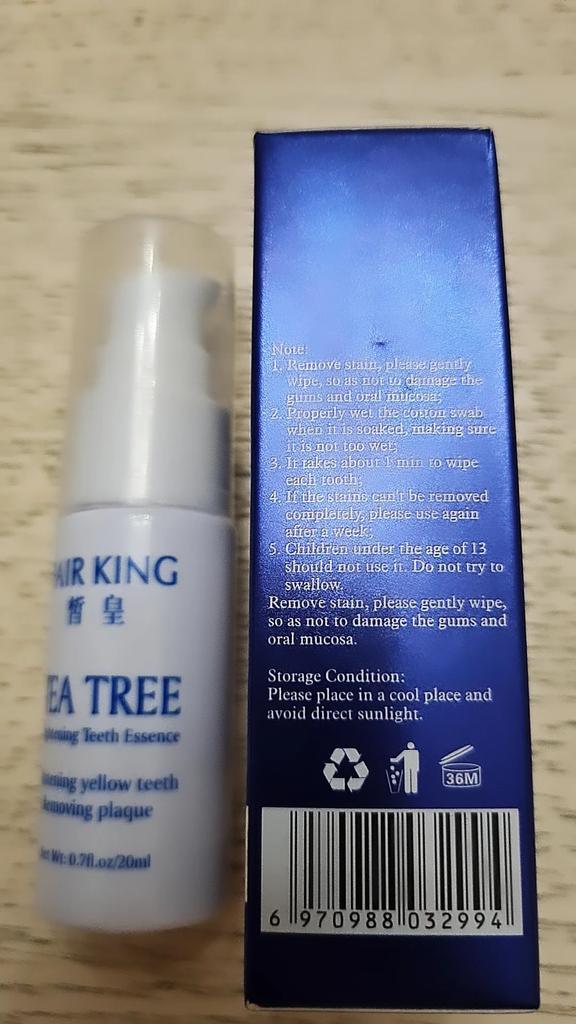 AIR KING
皙皇
EA TREE
tening Teeth Essence
tening yellow teeth
emoving plaque
et Wt: 0.7fl.oz/20ml
Note:
1. Remove stain, please gently
wipe, so as not to damage the
gums and oral mucosa;
2. Properly wet the cotton swab
when it is soaked, making sure
it is not too wet;
3. It takes about 1 min to wipe
each tooth;
4. If the stains can't be removed
completely, please use again
after a week;
5. Children under the age of 13
should not use it. Do not try to
swallow.
Remove stain, please gently wipe,
so as not to damage the gums and
oral mucosa.
Storage Condition:
Please place in a cool place and
avoid direct sunlight.
36M
6 970988 032994